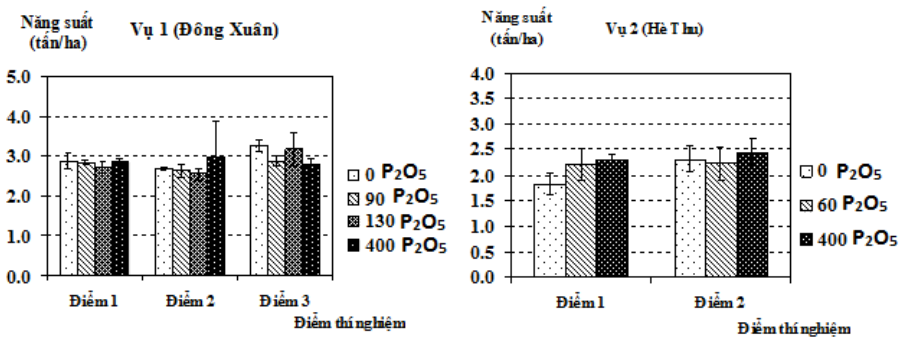 Năng suất
(tấn/ha)
Vụ 1 (Đông Xuân)
5.0
4.0
3.0
2.0
1.0
0.0
Điểm 1
Điểm 2
Điểm 3
Điểm thí nghiệm
0 P₂O₅
90 P₂O₅
130 P₂O₅
400 P₂O₅
Năng suất
(tấn/ha)
Vụ 2 (Hè Thu)
4.0
3.5
3.0
2.5
2.0
1.5
1.0
0.5
0.0
Điểm 1
Điểm 2
Điểm thí nghiệm
0 P₂O₅
60 P₂O₅
400 P₂O₅